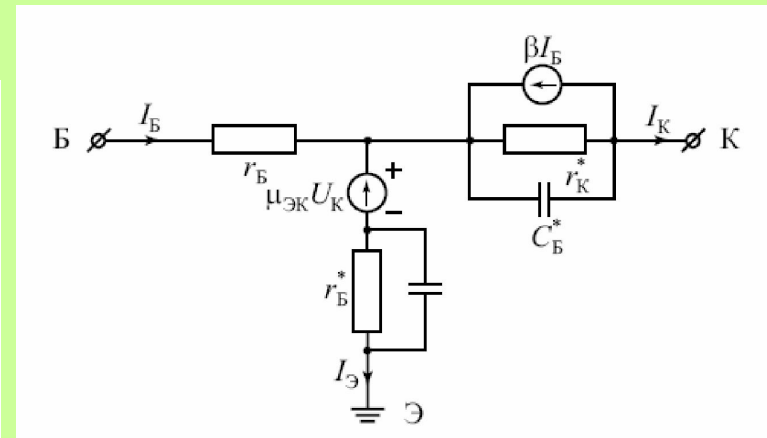 βI_Б
I_Б
I_К
Б
К
r_Б
r*_К
μ_ЭК U_К
+
−
C*_Б
r*_Б
I_Э
Э